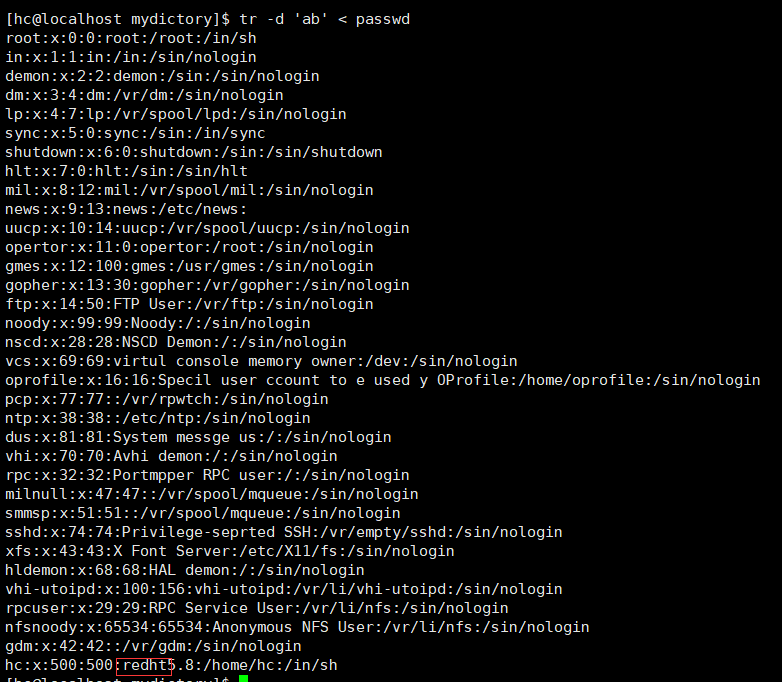 [hc@localhost mydictory]$ tr -d 'ab' < passwd
root:x:0:0:root:/root:/in/sh
in:x:1:1:in:/in:/sin/nologin
demon:x:2:2:demon:/sin:/sin/nologin
dm:x:3:4:dm:/vr/dm:/sin/nologin
lp:x:4:7:lp:/vr/spool/lpd:/sin/nologin
sync:x:5:0:sync:/sin:/in/sync
shutdown:x:6:0:shutdown:/sin:/sin/shutdown
hlt:x:7:0:hlt:/sin:/sin/hlt
mil:x:8:12:mil:/vr/spool/mil:/sin/nologin
news:x:9:13:news:/etc/news:
uucp:x:10:14:uucp:/vr/spool/uucp:/sin/nologin
opertor:x:11:0:opertor:/root:/sin/nologin
gmes:x:12:100:gmes:/usr/gmes:/sin/nologin
gopher:x:13:30:gopher:/vr/gopher:/sin/nologin
ftp:x:14:50:FTP User:/vr/ftp:/sin/nologin
noody:x:99:99:Noody:/:/sin/nologin
nscd:x:28:28:NSCD Demon:/:/sin/nologin
vcs:x:69:69:virtul console memory owner:/dev:/sin/nologin
oprofile:x:16:16:Specil user ccount to e used y OProfile:/home/oprofile:/sin/nologin
pcp:x:77:77::/vr/rpwtch:/sin/nologin
ntp:x:38:38::/etc/ntp:/sin/nologin
dus:x:81:81:System messge us:/:/sin/nologin
vhi:x:70:70:Avhi demon:/:/sin/nologin
rpc:x:32:32:Portmpper RPC user:/:/sin/nologin
milnull:x:47:47::/vr/spool/mqueue:/sin/nologin
smmsp:x:51:51::/vr/spool/mqueue:/sin/nologin
sshd:x:74:74:Privilege-seprted SSH:/vr/empty/sshd:/sin/nologin
xfs:x:43:43:X Font Server:/etc/X11/fs:/sin/nologin
hldemon:x:68:68:HAL demon:/:/sin/nologin
vhi-utoipd:x:100:156:vhi-utoipd:/vr/li/vhi-utoipd:/sin/nologin
rpcuser:x:29:29:RPC Service User:/vr/li/nfs:/sin/nologin
nfsnoody:x:65534:65534:Anonymous NFS User:/vr/li/nfs:/sin/nologin
gdm:x:42:42::/vr/gdm:/sin/nologin
hc:x:500:500:redht5.8:/home/hc:/in/sh
[hc@localhost mydictory]$